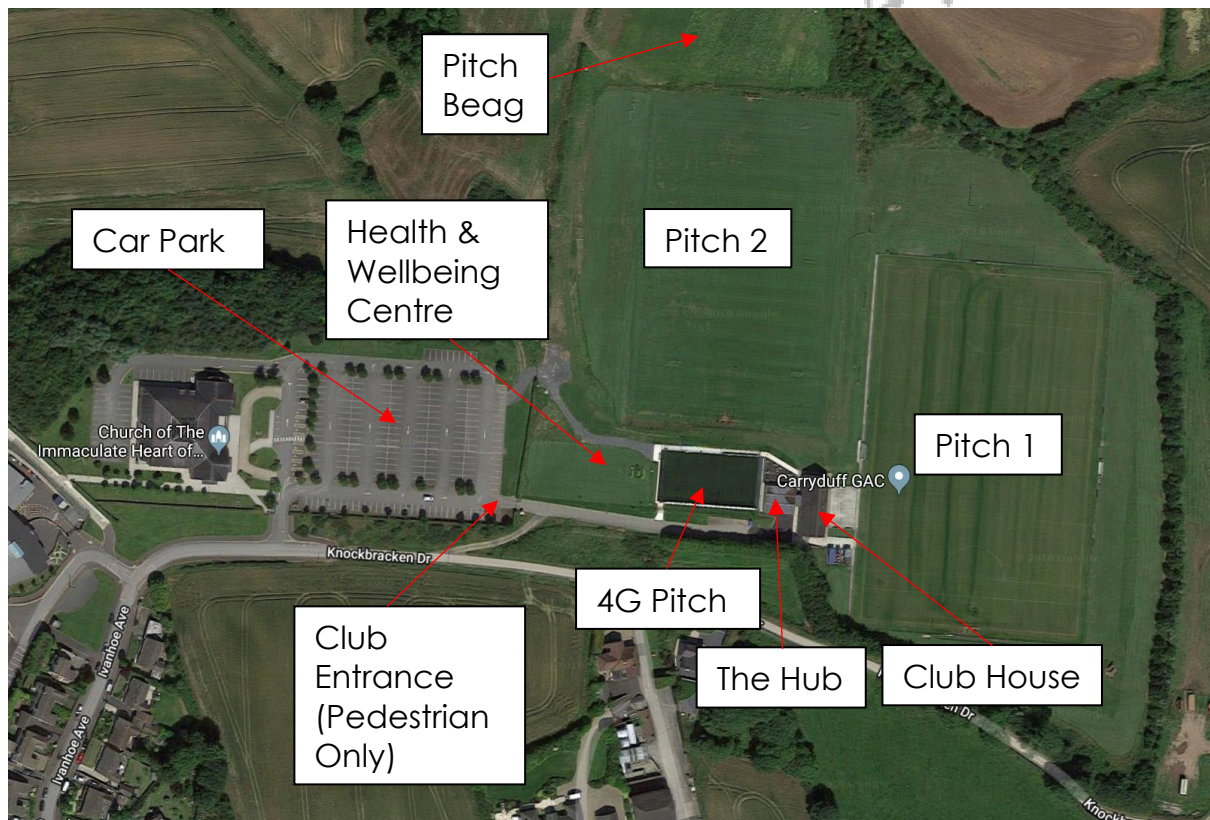 Pitch
Beag
Car Park
Health &
Wellbeing
Centre
Pitch 2
Church of The
Immaculate Heart of...
Pitch 1
Carryduff GAC
Knockbracken Dr
Ivanhoe Ave
Ivanhoe Ave
4G Pitch
Club
Entrance
(Pedestrian
Only)
The Hub
Club House